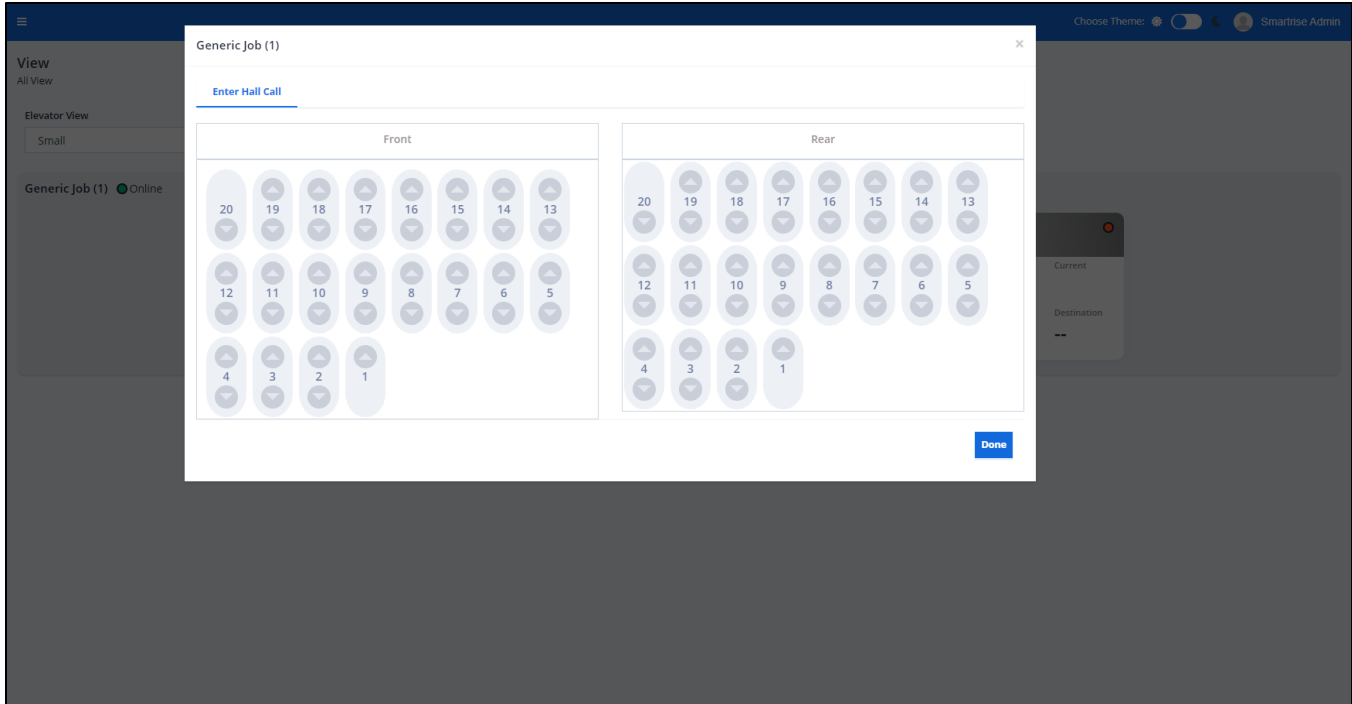 Choose Theme:
Smartrise Admin
View
All View
Elevator View
Small
Generic Job (1) Online
Generic Job (1)
×
Enter Hall Call
Front
20 19 18 17 16 15 14 13
12 11 10 9 8 7 6 5
4 3 2 1
Rear
20 19 18 17 16 15 14 13
12 11 10 9 8 7 6 5
4 3 2 1
Done
Current
Destination
--